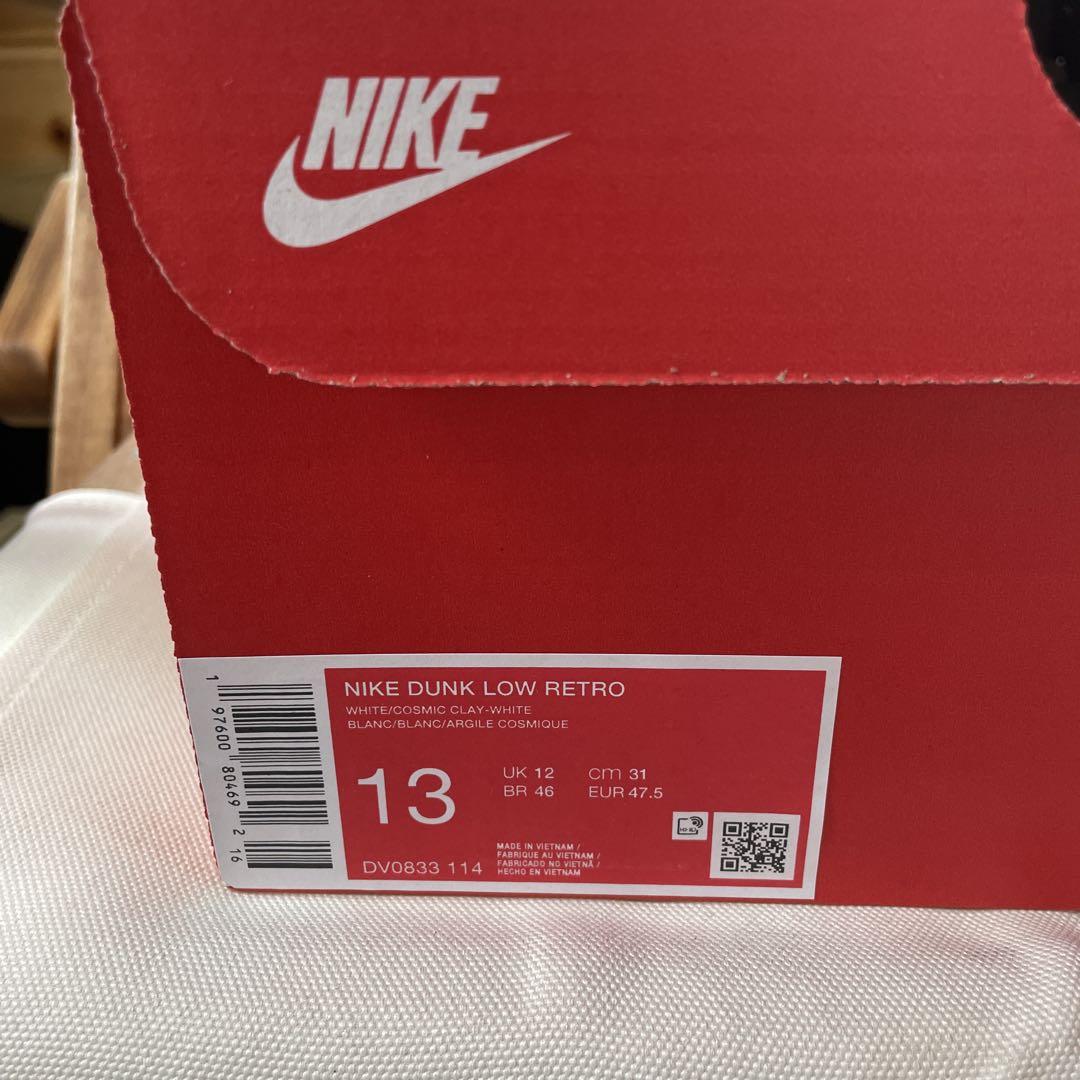 NIKE
NIKE DUNK LOW RETRO
WHITE/COSMIC CLAY-WHITE
BLANC/BLANC/ARGILE COSMIQUE
13
UK 12 cm 31
BR 46 EUR 47.5
MADE IN VIETNAM /
FABRIQUE AU VIETNAM /
FABRICADO NO VIETNÃ /
HECHO EN VIETNAM
DV0833 114
1 97600 80469 2 16